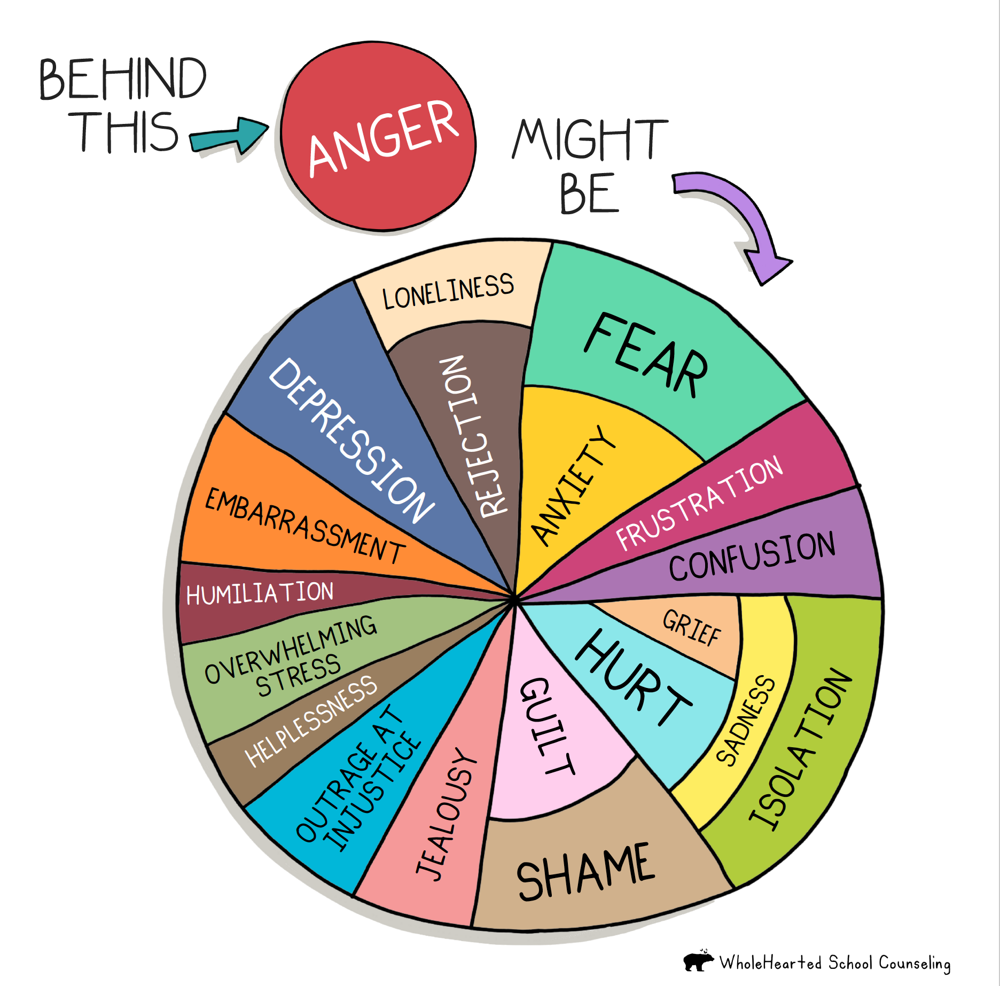 BEHIND
THIS
ANGER
MIGHT
BE
LONELINESS
FEAR
REJECTION
DEPRESSION
ANXIETY
FRUSTRATION
CONFUSION
EMBARRASSMENT
HUMILIATION
GRIEF
HURT
SADNESS
ISOLATION
OVERWHELMING
STRESS
HELPLESSNESS
OUTRAGE AT
INJUSTICE
JEALOUSY
GUILT
SHAME
WholeHearted School Counseling